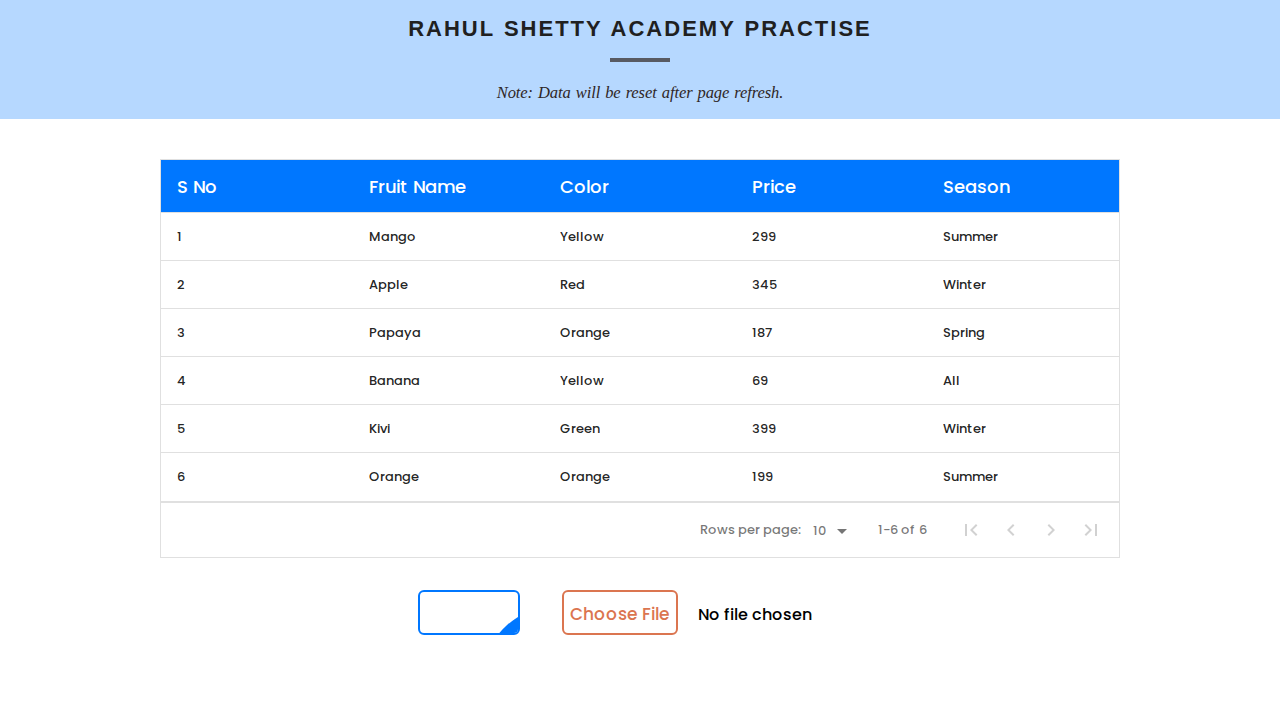 RAHUL SHETTY ACADEMY PRACTISE
Note: Data will be reset after page refresh.
S No Fruit Name Color Price Season
1 Mango Yellow 299 Summer
2 Apple Red 345 Winter
3 Papaya Orange 187 Spring
4 Banana Yellow 69 All
5 Kivi Green 399 Winter
6 Orange Orange 199 Summer
Rows per page: 10 1-6 of 6
Choose File No file chosen